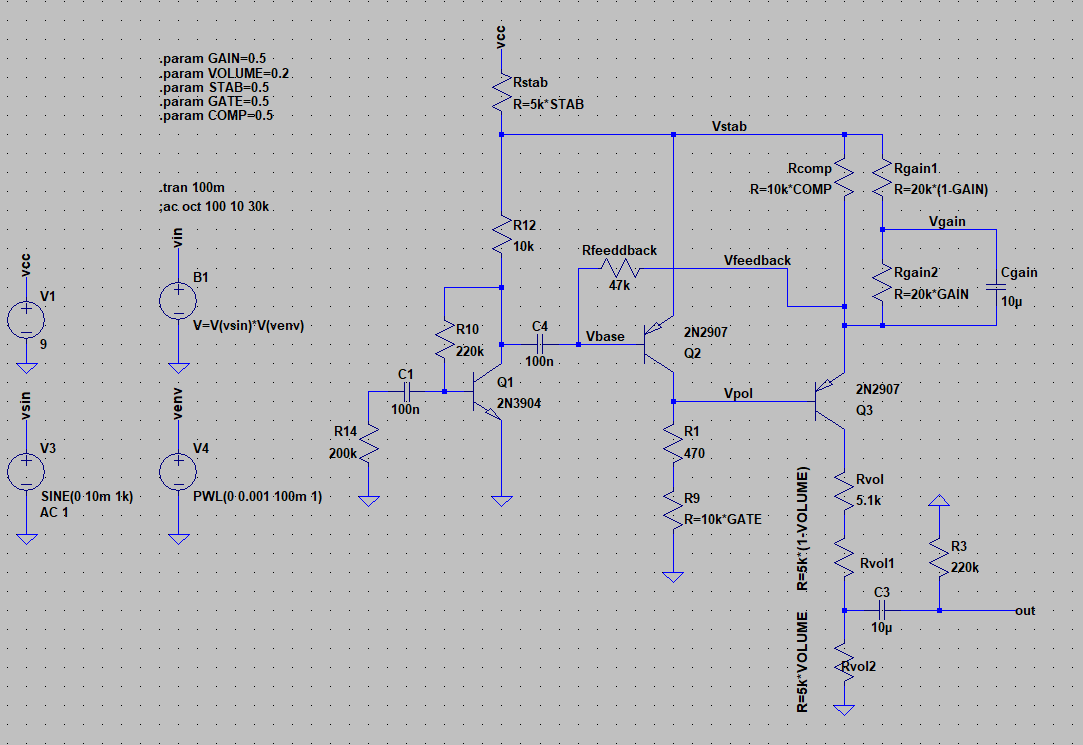 .param GAIN=0.5
.param VOLUME=0.2
.param STAB=0.5
.param GATE=0.5
.param COMP=0.5
.tran 100m
;ac oct 100 10 30k
vcc
V1
9
vin
B1
V=V(vsin)*V(venv)
vsin
V3
SINE(0 10m 1k)
AC 1
venv
V4
PWL(0 0.001 100m 1)
vcc
Rstab
R=5k*STAB
Vstab
R12
10k
Rcomp
R=10k*COMP
Rgain1
R=20k*(1-GAIN)
Vgain
Rfeeddback
47k
Vfeedback
Rgain2
R=20k*GAIN
Cgain
10µ
R10
220k
C4
100n
Vbase
2N2907
Q2
C1
100n
Q1
2N3904
Vpol
2N2907
Q3
R14
200k
R1
470
R9
R=10k*GATE
Rvol
5.1k
R=5k*(1-VOLUME)
Rvol1
R3
220k
C3
10µ
out
R=5k*VOLUME
Rvol2